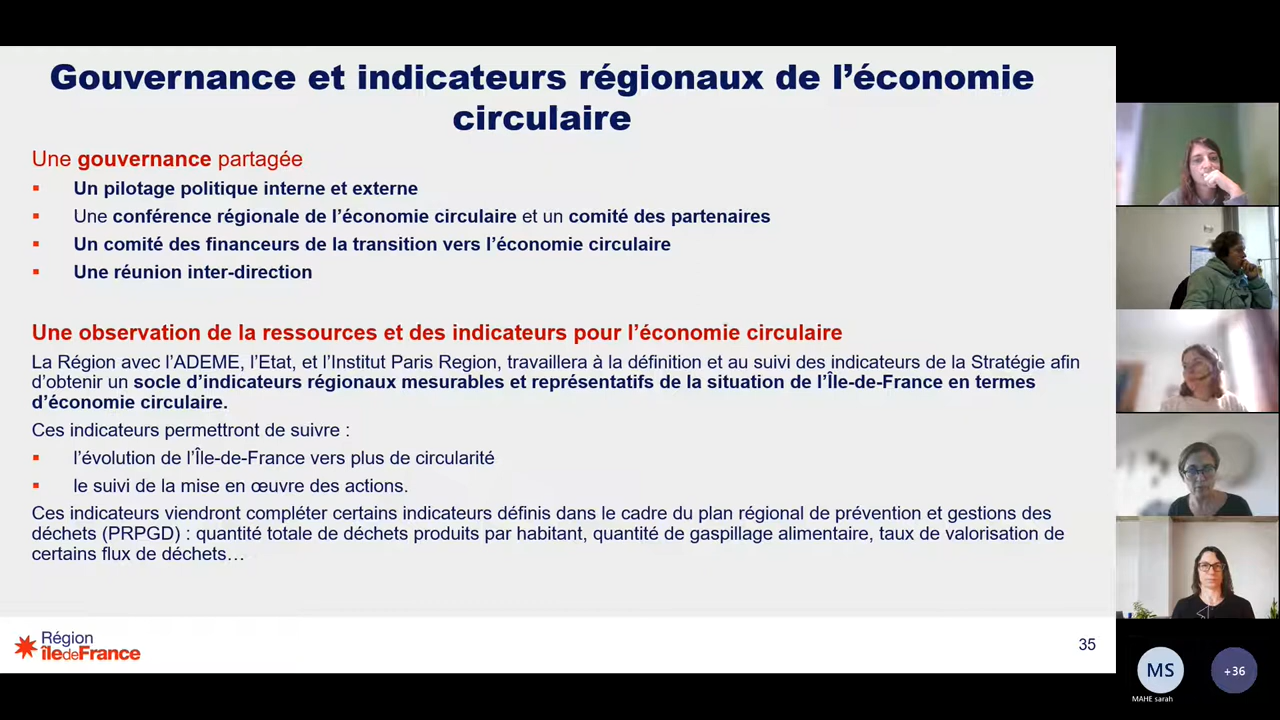 Gouvernance et indicateurs régionaux de l’économie
circulaire
Une gouvernance partagée
▪ Un pilotage politique interne et externe
▪ Une conférence régionale de l’économie circulaire et un comité des partenaires
▪ Un comité des financeurs de la transition vers l’économie circulaire
▪ Une réunion inter-direction
Une observation de la ressources et des indicateurs pour l’économie circulaire
La Région avec l’ADEME, l’Etat, et l’Institut Paris Region, travaillera à la définition et au suivi des indicateurs de la Stratégie afin
d’obtenir un socle d’indicateurs régionaux mesurables et représentatifs de la situation de l’Île-de-France en termes
d’économie circulaire.
Ces indicateurs permettront de suivre :
▪ l’évolution de l’Île-de-France vers plus de circularité
▪ le suivi de la mise en œuvre des actions.
Ces indicateurs viendront compléter certains indicateurs définis dans le cadre du plan régional de prévention et gestions des
déchets (PRPGD) : quantité totale de déchets produits par habitant, quantité de gaspillage alimentaire, taux de valorisation de
certains flux de déchets…
Région
îledeFrance
35
MS
+36
MAHE sarah